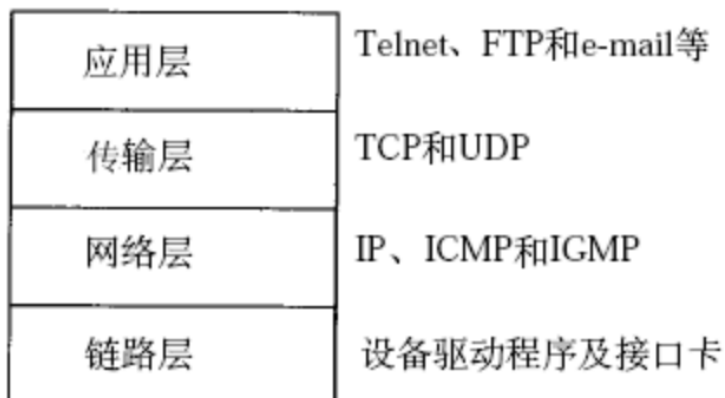 应用层 Telnet、FTP和e-mail等
传输层 TCP和UDP
网络层 IP、ICMP和IGMP
链路层 设备驱动程序及接口卡